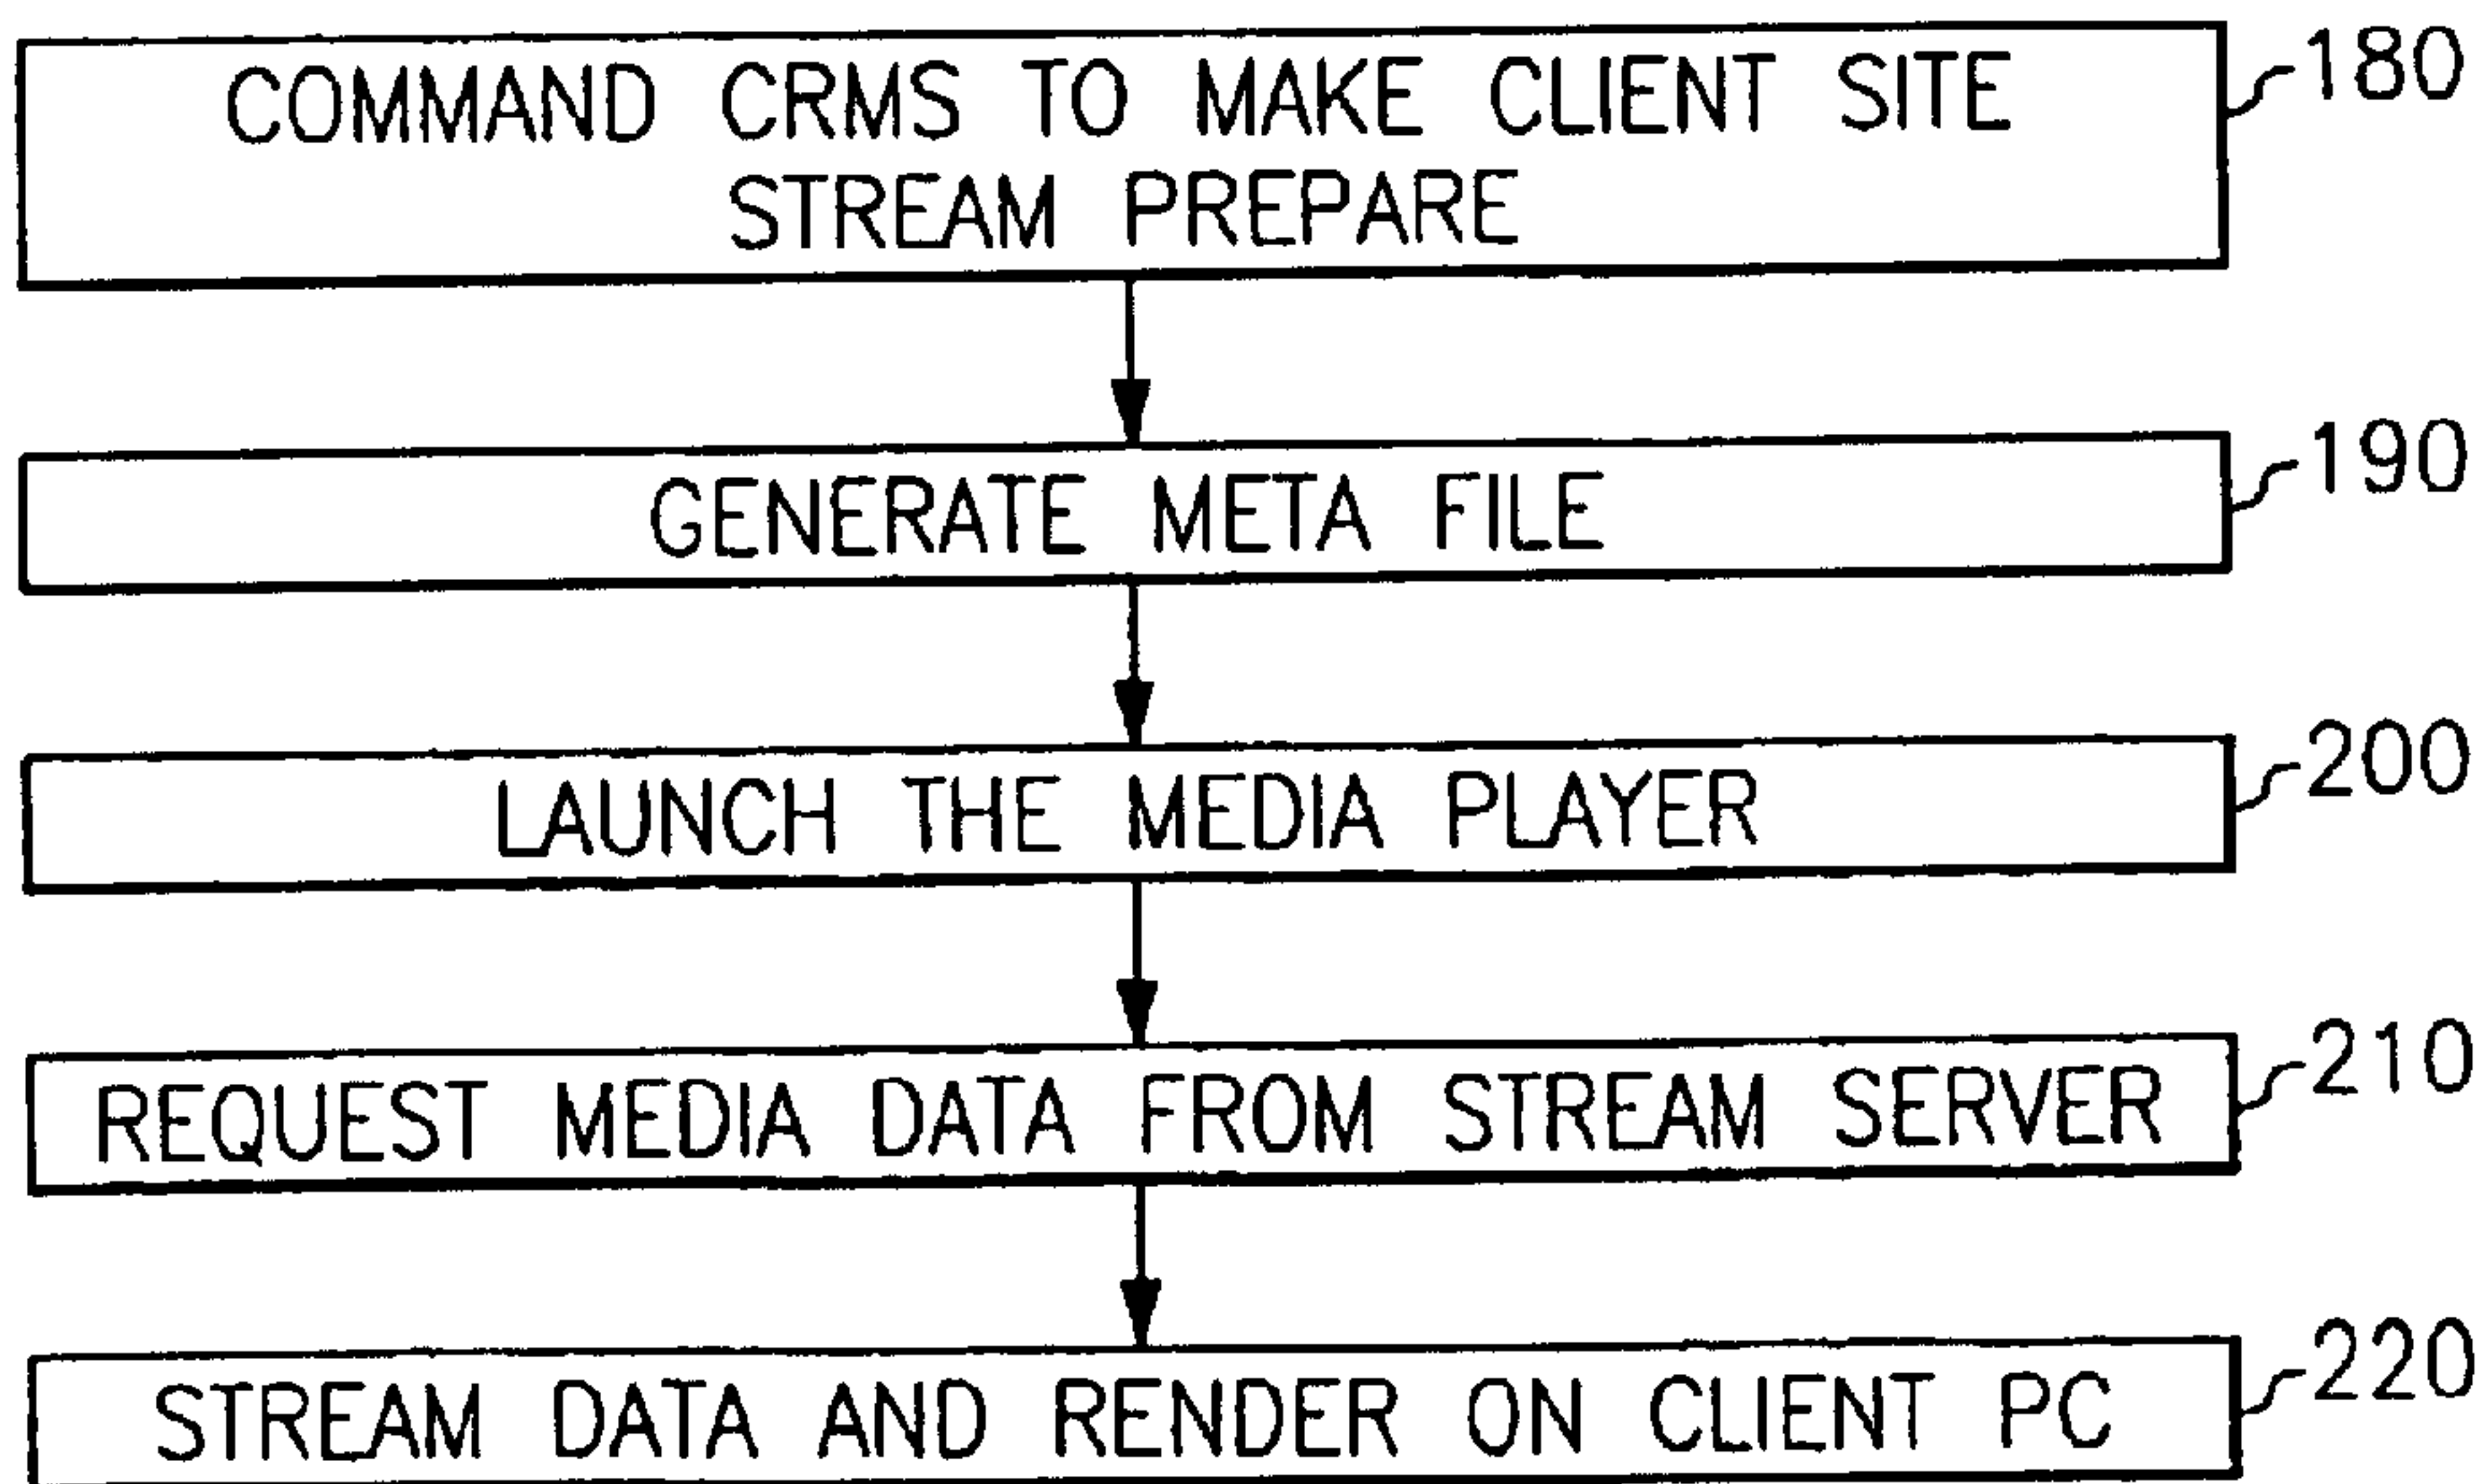 COMMAND CRMS TO MAKE CLIENT SITE
STREAM PREPARE
180
GENERATE META FILE
190
LAUNCH THE MEDIA PLAYER
200
REQUEST MEDIA DATA FROM STREAM SERVER
210
STREAM DATA AND RENDER ON CLIENT PC
220